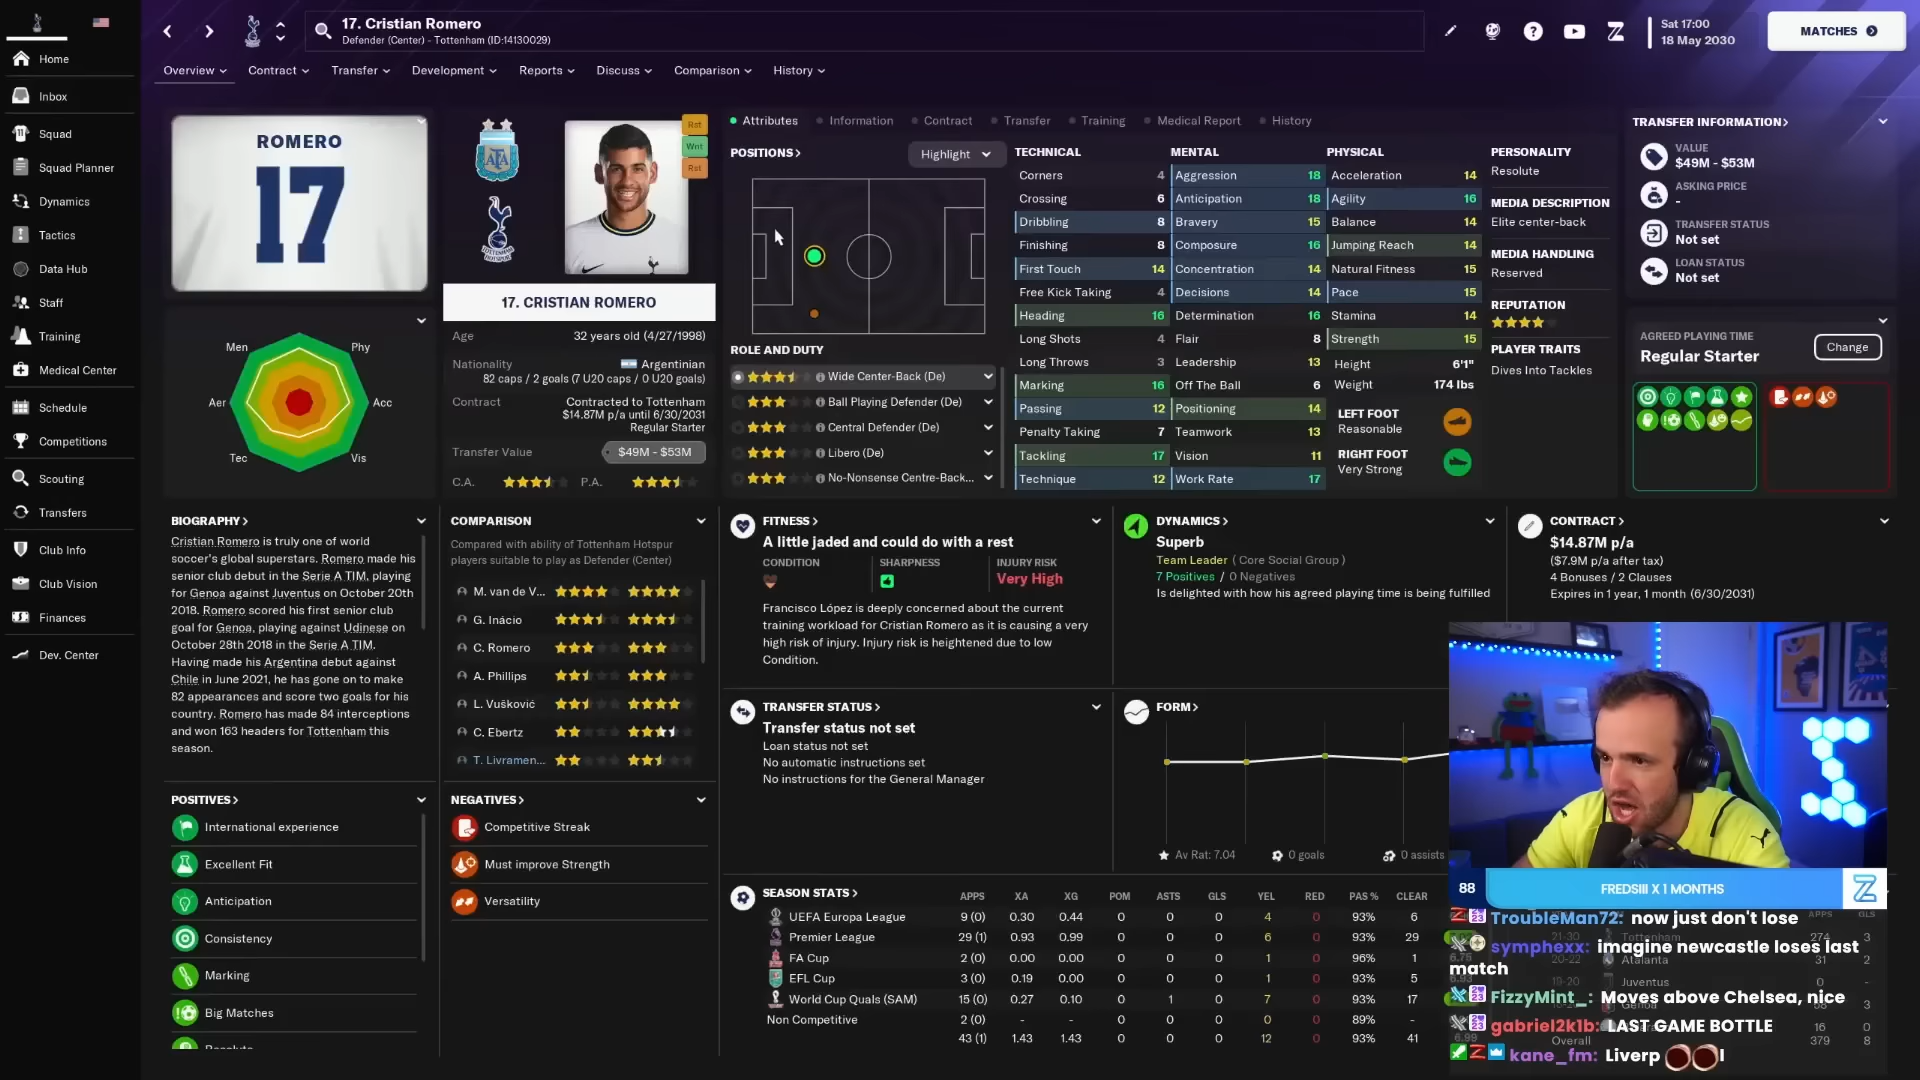 17. Cristian Romero
Defender (Center) - Tottenham (ID:14130029)
Sat 17:00
18 May 2030
MATCHES
Home
Inbox
Squad
Squad Planner
Dynamics
Tactics
Data Hub
Staff
Training
Medical Center
Schedule
Competitions
Scouting
Transfers
Club Info
Club Vision
Finances
Dev. Center
Overview
Contract
Transfer
Development
Reports
Discuss
Comparison
History
ROMERO
17
Men
Phy
Aer
Acc
Tec
Vis
AFA
Rst
Wnt
Rst
17. CRISTIAN ROMERO
Age 32 years old (4/27/1998)
Nationality Argentinian
82 caps / 2 goals (7 U20 caps / 0 U20 goals)
Contract Contracted to Tottenham
$14.87M p/a until 6/30/2031
Regular Starter
Transfer Value $49M - $53M
C.A. P.A.
Attributes Information Contract Transfer Training Medical Report History
POSITIONS>
Highlight
ROLE AND DUTY
Wide Center-Back (De)
Ball Playing Defender (De)
Central Defender (De)
Libero (De)
No-Nonsense Centre-Back...
TECHNICAL
Corners 4
Crossing 6
Dribbling 8
Finishing 8
First Touch 14
Free Kick Taking 4
Heading 16
Long Shots 4
Long Throws 3
Marking 16
Passing 12
Penalty Taking 7
Tackling 17
Technique 12
MENTAL
Aggression 18
Anticipation 18
Bravery 15
Composure 16
Concentration 14
Decisions 14
Determination 16
Flair 8
Leadership 13
Off The Ball 6
Positioning 14
Teamwork 13
Vision 11
Work Rate 17
PHYSICAL
Acceleration 14
Agility 16
Balance 14
Jumping Reach 14
Natural Fitness 15
Pace 15
Stamina 14
Strength 15
Height 6'1"
Weight 174 lbs
LEFT FOOT
Reasonable
RIGHT FOOT
Very Strong
PERSONALITY
Resolute
MEDIA DESCRIPTION
Elite center-back
MEDIA HANDLING
Reserved
REPUTATION
PLAYER TRAITS
Dives Into Tackles
TRANSFER INFORMATION>
VALUE
$49M - $53M
ASKING PRICE
-
TRANSFER STATUS
Not set
LOAN STATUS
Not set
AGREED PLAYING TIME
Regular Starter
Change
BIOGRAPHY>
Cristian Romero is truly one of world
soccer's global superstars. Romero made his
senior club debut in the Serie A TIM, playing
for Genoa against Juventus on October 20th
2018. Romero scored his first senior club
goal for Genoa, playing against Udinese on
October 28th 2018 in the Serie A TIM.
Having made his Argentina debut against
Chile in June 2021, he has gone on to make
82 appearances and score two goals for his
country. Romero has made 84 interceptions
and won 163 headers for Tottenham this
season.
COMPARISON
Compared with ability of Tottenham Hotspur
players suitable to play as Defender (Center)
M. van de V...
G. Inácio
C. Romero
A. Phillips
L. Vušković
C. Ebertz
T. Livramen...
POSITIVES>
International experience
Excellent Fit
Anticipation
Consistency
Marking
Big Matches
Resolute
NEGATIVES>
Competitive Streak
Must improve Strength
Versatility
FITNESS>
A little jaded and could do with a rest
CONDITION
SHARPNESS
INJURY RISK
Very High
Francisco López is deeply concerned about the current
training workload for Cristian Romero as it is causing a very
high risk of injury. Injury risk is heightened due to low
Condition.
DYNAMICS>
Superb
Team Leader ( Core Social Group )
7 Positives / 0 Negatives
Is delighted with how his agreed playing time is being fulfilled
CONTRACT>
$14.87M p/a
($7.9M p/a after tax)
4 Bonuses / 2 Clauses
Expires in 1 year, 1 month (6/30/2031)
TRANSFER STATUS>
Transfer status not set
Loan status not set
No automatic instructions set
No instructions for the General Manager
FORM>
Av Rat: 7.04 0 goals 0 assists
SEASON STATS> APPS XA XG POM ASTS GLS YEL RED PAS % CLEAR
UEFA Europa League 9 (0) 0.30 0.44 0 0 0 4 0 93% 6
Premier League 29 (1) 0.93 0.99 0 0 0 6 0 93% 29
FA Cup 2 (0) 0.00 0.00 0 0 0 1 0 96% 1
EFL Cup 3 (0) 0.19 0.00 0 0 0 1 0 93% 5
World Cup Quals (SAM) 15 (0) 0.27 0.10 0 1 0 7 0 93% 17
Non Competitive 2 (0) - - 0 0 0 0 0 89% -
43 (1) 1.43 1.43 0 0 0 12 0 93% 41
88
FREDSIII X 1 MONTHS
APPS GLS
TroubleMan72: now just don't lose
Tottenham 274 3
symphexx: imagine newcastle loses last
match
20-22 Atalanta 31 2
Juventus 0 -
FizzyMint_: Moves above Chelsea, nice
gabriel2k1b: LAST GAME BOTTLE
16 0
Overall 379 8
kane_fm: Liverp l